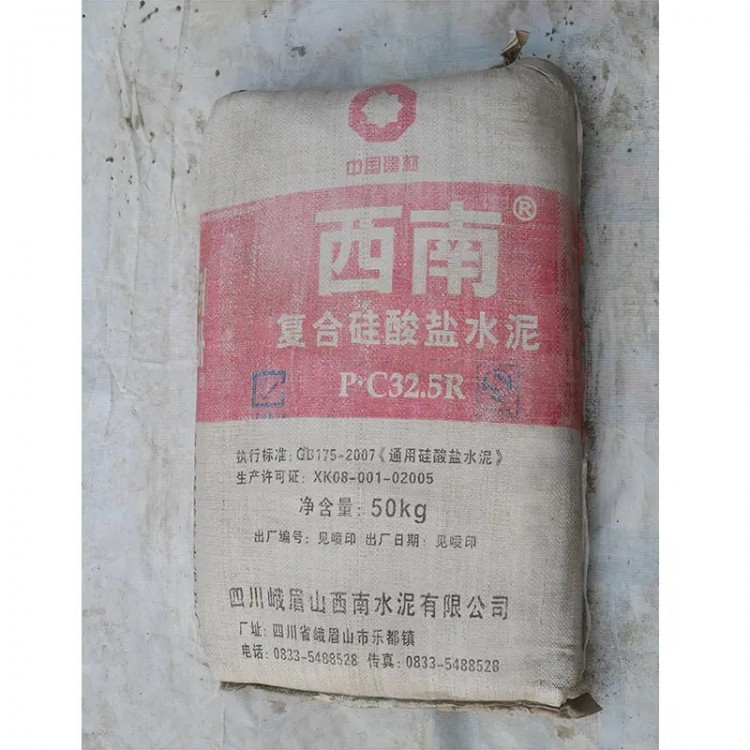 中国建材
西南®
复合硅酸盐水泥
P·C32.5R
执行标准: GB175-2007《通用硅酸盐水泥》
生产许可证: XK08-001-02005
净含量: 50kg
出厂编号: 见喷印 出厂日期: 见喷印
四川峨眉山西南水泥有限公司
厂址: 四川省峨眉山市乐都镇
电话: 0833-5488528 传真: 0833-5488528